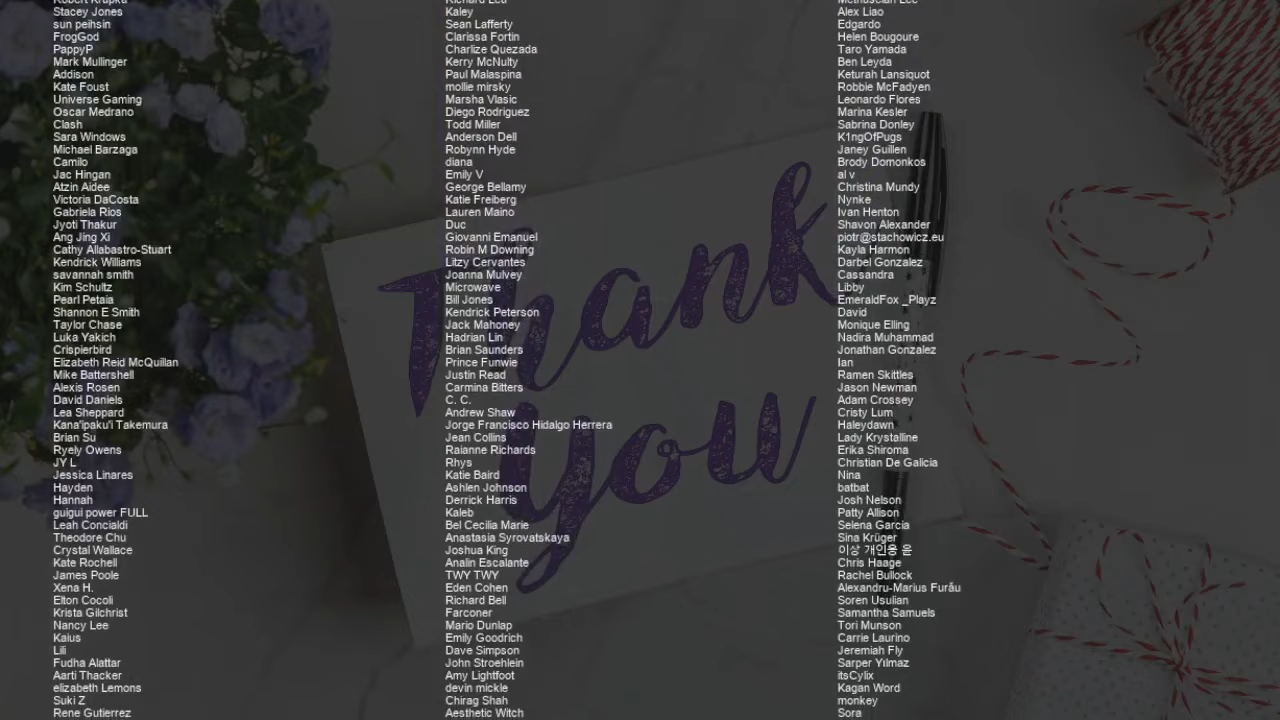 Stacey Jones
sun peihsin
FrogGod
PappyP
Mark Mullinger
Addison
Kate Foust
Universe Gaming
Oscar Medrano
Clash
Sara Windows
Michael Barzaga
Camilo
Jac Hingan
Atzin Aidee
Victoria DaCosta
Gabriela Rios
Jyoti Thakur
Ang Jing Xi
Cathy Allabastro-Stuart
Kendrick Williams
savannah smith
Kim Schultz
Pearl Petaia
Shannon E Smith
Taylor Chase
Luka Yakich
Crispierbird
Elizabeth Reid McQuillan
Mike Battershell
Alexis Rosen
David Daniels
Lea Sheppard
Kana'ipaku'i Takemura
Brian Su
Ryely Owens
JY L
Jessica Linares
Hayden
Hannah
guigui power FULL
Leah Concialdi
Theodore Chu
Crystal Wallace
Kate Rochell
James Poole
Xena H.
Elton Cocoli
Krista Gilchrist
Nancy Lee
Kaius
Lili
Fudha Alattar
Aarti Thacker
elizabeth Lemons
Suki Z
Rene Gutierrez
Kaley
Sean Lafferty
Clarissa Fortin
Charlize Quezada
Kerry McNulty
Paul Malaspina
mollie mirsky
Marsha Vlasic
Diego Rodriguez
Todd Miller
Anderson Dell
Robynn Hyde
diana
Emily V
George Bellamy
Katie Freiberg
Lauren Maino
Duc
Giovanni Emanuel
Robin M Downing
Litzy Cervantes
Joanna Mulvey
Microwave
Bill Jones
Kendrick Peterson
Jack Mahoney
Hadrian Lin
Brian Saunders
Prince Funwie
Justin Read
Carmina Bitters
C. C.
Andrew Shaw
Jorge Francisco Hidalgo Herrera
Jean Collins
Raianne Richards
Rhys
Katie Baird
Ashlen Johnson
Derrick Harris
Kaleb
Bel Cecilia Marie
Anastasia Syrovatskaya
Joshua King
Analin Escalante
TWY TWY
Eden Cohen
Richard Bell
Farconer
Mario Dunlap
Emily Goodrich
Dave Simpson
John Stroehlein
Amy Lightfoot
devin mickle
Chirag Shah
Aesthetic Witch
Alex Liao
Edgardo
Helen Bougoure
Taro Yamada
Ben Leyda
Keturah Lansiquot
Robbie McFadyen
Leonardo Flores
Marina Kesler
Sabrina Donley
K1ngOfPugs
Janey Guillen
Brody Domonkos
al v
Christina Mundy
Nynke
Ivan Henton
Shavon Alexander
piotr@stachowicz.eu
Kayla Harmon
Darbel Gonzalez
Cassandra
Libby
EmeraldFox _Playz
David
Monique Elling
Nadira Muhammad
Jonathan Gonzalez
Ian
Ramen Skittles
Jason Newman
Adam Crossey
Cristy Lum
Haleydawn
Lady Krystalline
Erika Shiroma
Christian De Galicia
Nina
batbat
Josh Nelson
Patty Allison
Selena Garcia
Sina Krüger
이상 개인용 윤
Chris Haage
Rachel Bullock
Alexandru-Marius Furău
Soren Usulian
Samantha Samuels
Tori Munson
Carrie Laurino
Jeremiah Fly
Sarper Yılmaz
itsCylix
Kagan Word
monkey
Sora
Thank
you